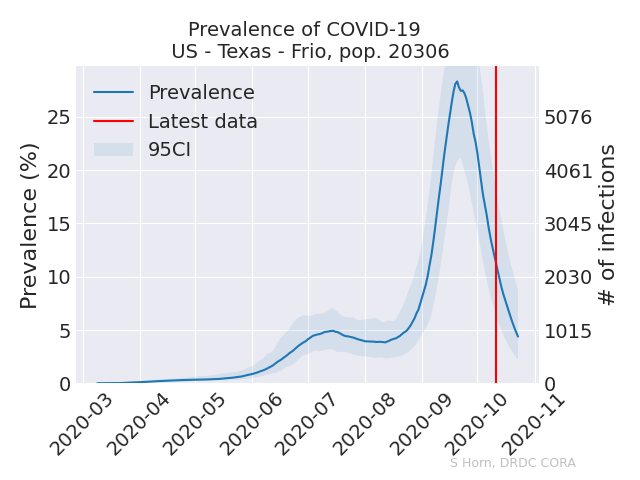 Prevalence of COVID-19
US - Texas - Frio, pop. 20306
Prevalence
Latest data
95CI
Prevalence (%)
25
20
15
10
5
0
5076
4061
3045
2030
1015
0
# of infections
2020-03
2020-04
2020-05
2020-06
2020-07
2020-08
2020-09
2020-10
2020-11
S Horn, DRDC CORA